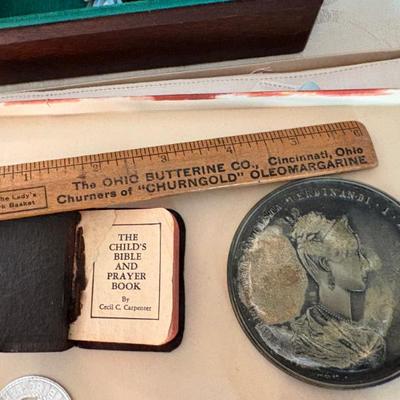 1 2 3 4 5 6
The Lady's
Basket
The OHIO BUTTERINE CO., Cincinnati, Ohio
Churners of "CHURNGOLD" OLEOMARGARINE
THE
CHILD'S
BIBLE
AND
PRAYER
BOOK
By
Cecil C. Carpenter
FERDINANDI · I ·